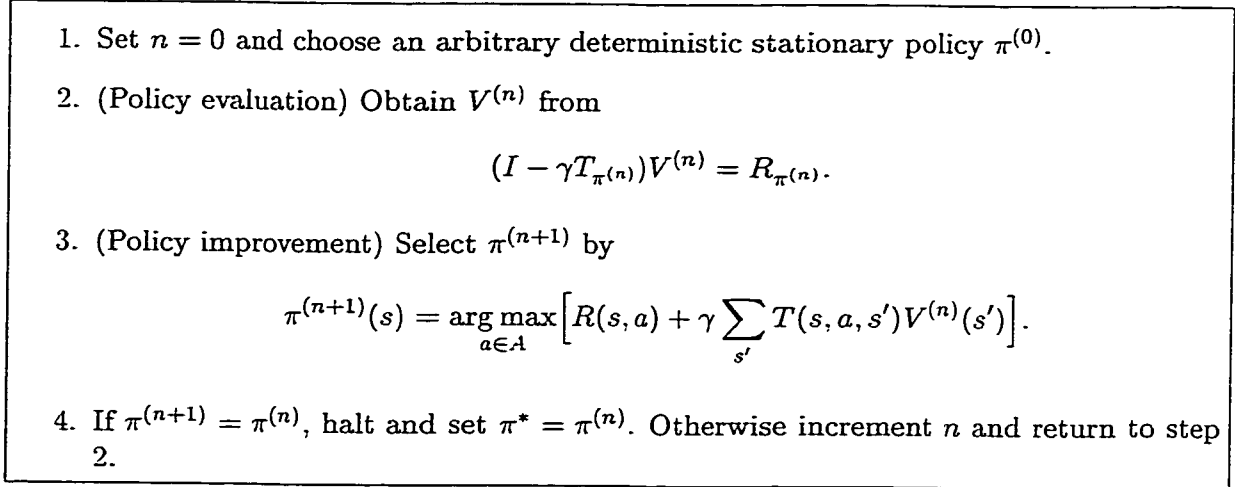 1. Set n = 0 and choose an arbitrary deterministic stationary policy π^(0).
2. (Policy evaluation) Obtain V^(n) from
(I − γT_π^(n))V^(n) = R_π^(n).
3. (Policy improvement) Select π^(n+1) by
π^(n+1)(s) = arg max_{a∈A} [R(s, a) + γ ∑_{s′} T(s, a, s′)V^(n)(s′)].
4. If π^(n+1) = π^(n), halt and set π* = π^(n). Otherwise increment n and return to step
2.